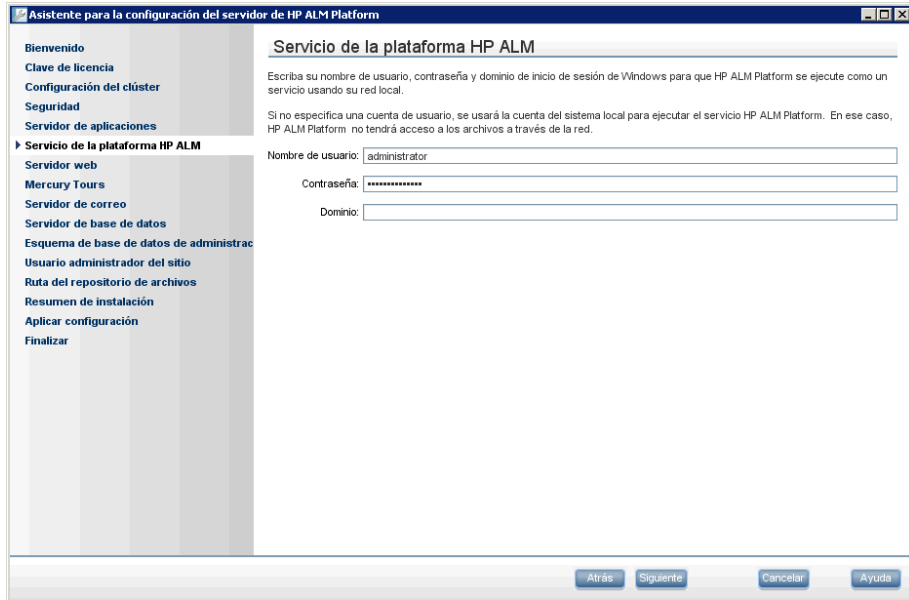 Asistente para la configuración del servidor de HP ALM Platform
Bienvenido
Clave de licencia
Configuración del clúster
Seguridad
Servidor de aplicaciones
Servicio de la plataforma HP ALM
Servidor web
Mercury Tours
Servidor de correo
Servidor de base de datos
Esquema de base de datos de administrac
Usuario administrador del sitio
Ruta del repositorio de archivos
Resumen de instalación
Aplicar configuración
Finalizar
Servicio de la plataforma HP ALM
Escriba su nombre de usuario, contraseña y dominio de inicio de sesión de Windows para que HP ALM Platform se ejecute como un
servicio usando su red local.
Si no especifica una cuenta de usuario, se usará la cuenta del sistema local para ejecutar el servicio HP ALM Platform. En ese caso,
HP ALM Platform no tendrá acceso a los archivos a través de la red.
Nombre de usuario: administrator
Contraseña: ••••••••••••••
Dominio:
Atrás Siguiente Cancelar Ayuda